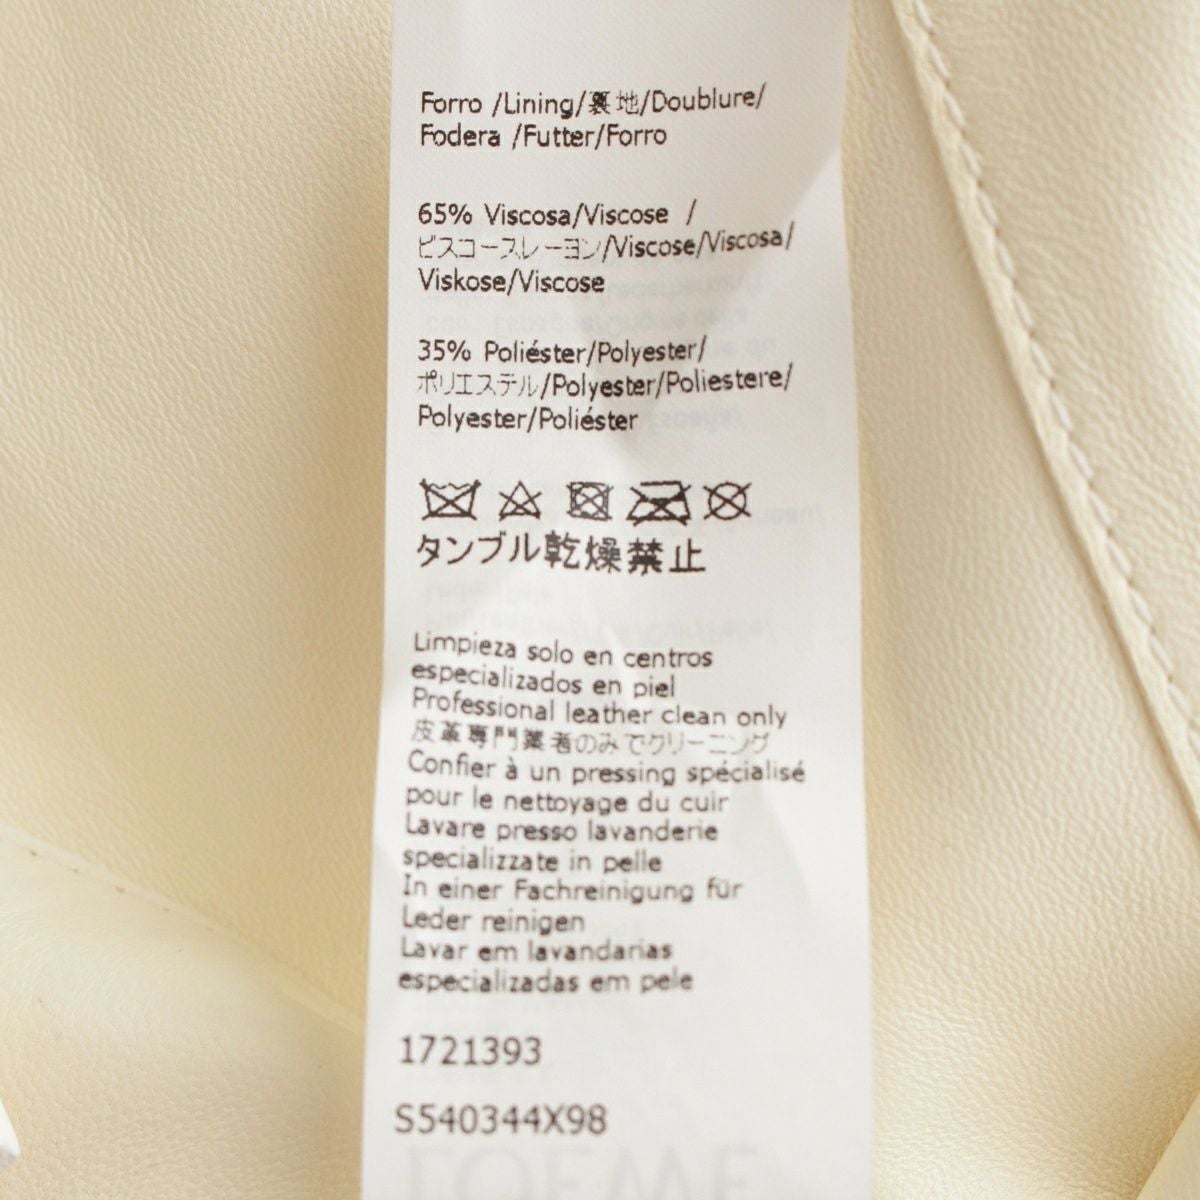 Forro /Lining/裏地/Doublure/
Fodera /Futter/Forro
65% Viscosa/Viscose /
ビスコースレーヨン/Viscose/Viscosa/
Viskose/Viscose
35% Poliéster/Polyester/
ポリエステル/Polyester/Poliestere/
Polyester/Poliéster
タンブル乾燥禁止
Limpieza solo en centros
especializados en piel
Professional leather clean only
皮革専門業者のみでクリーニング
Confier à un pressing spécialisé
pour le nettoyage du cuir
Lavare presso lavanderie
specializzate in pelle
In einer Fachreinigung für
Leder reinigen
Lavar em lavandarias
especializadas em pele
1721393
S540344X98